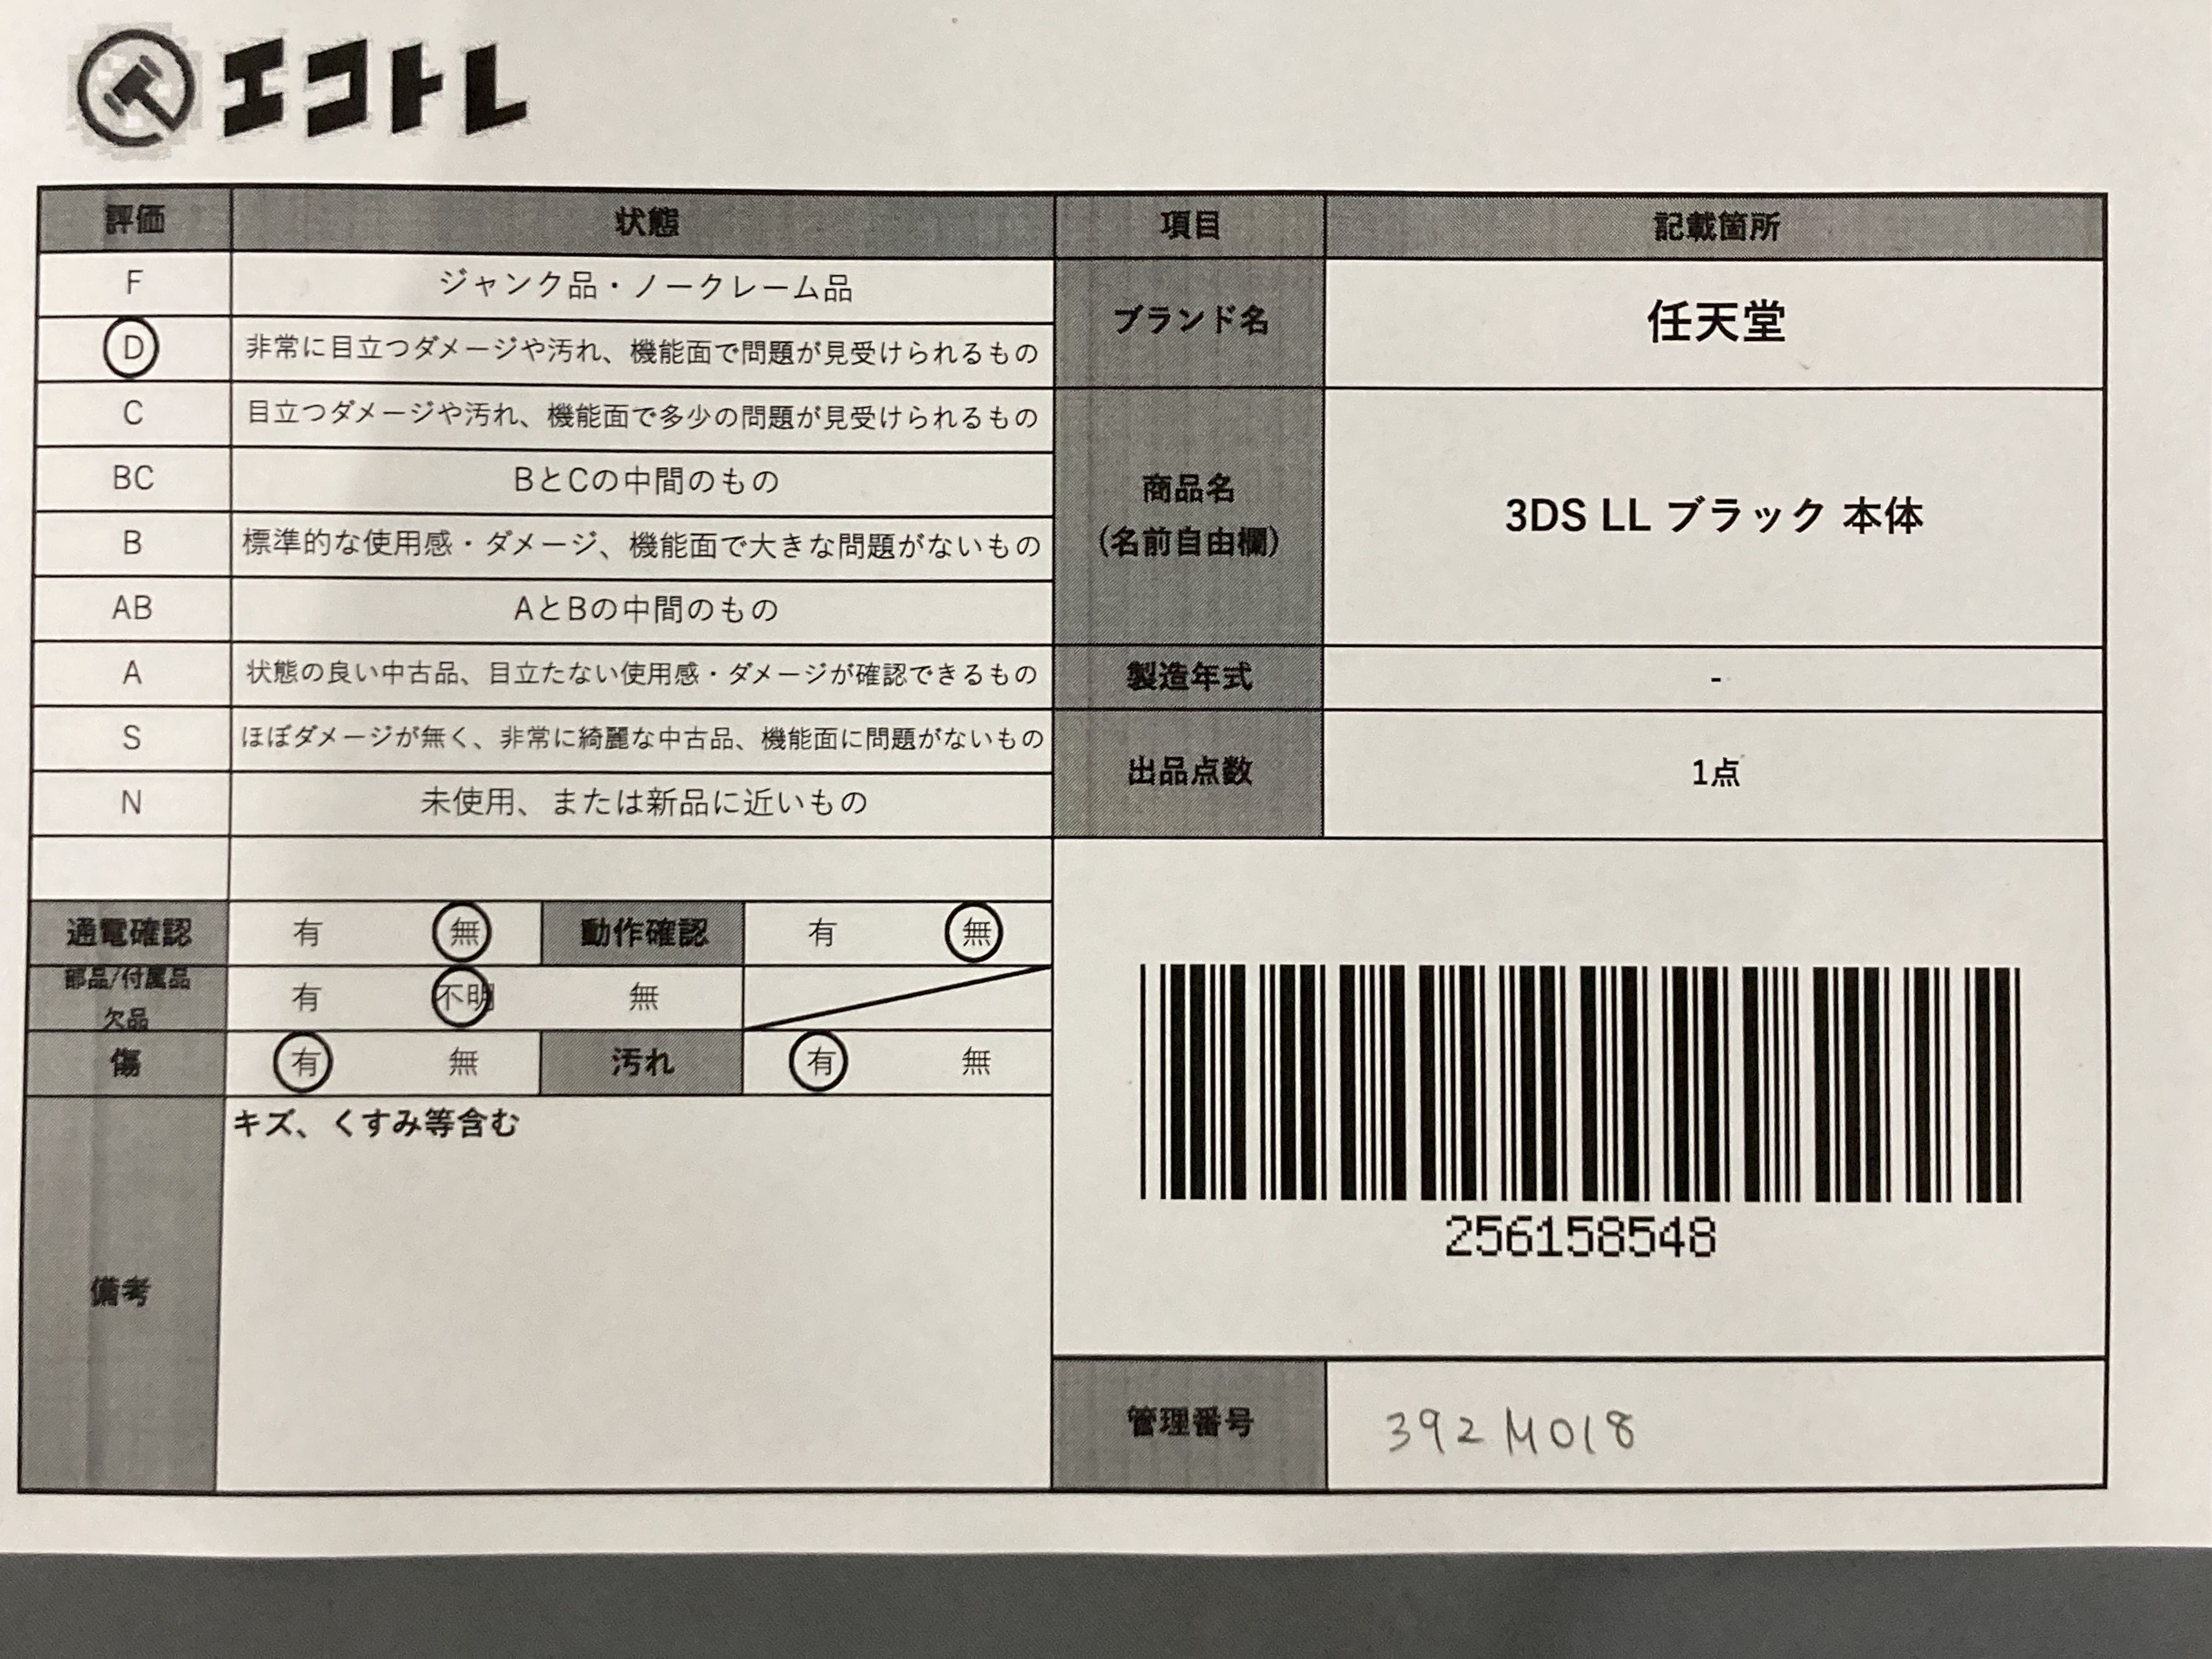 エコトレ
評価 状態 項目 記載箇所
F ジャンク品・ノークレーム品
D 非常に目立つダメージや汚れ、機能面で問題が見受けられるもの
ブランド名 任天堂
C 目立つダメージや汚れ、機能面で多少の問題が見受けられるもの
BC BとCの中間のもの
B 標準的な使用感・ダメージ、機能面で大きな問題がないもの
AB AとBの中間のもの
商品名
(名前自由欄)
3DS LL ブラック 本体
A 状態の良い中古品、目立たない使用感・ダメージが確認できるもの
製造年式 -
S ほぼダメージが無く、非常に綺麗な中古品、機能面に問題がないもの
N 未使用、または新品に近いもの
出品点数 1点
通電確認 有 無 動作確認 有 無
部品/付属品
欠品
有 不明 無
傷 有 無 汚れ 有 無
備考
キズ、くすみ等含む
256158548
管理番号 392M018